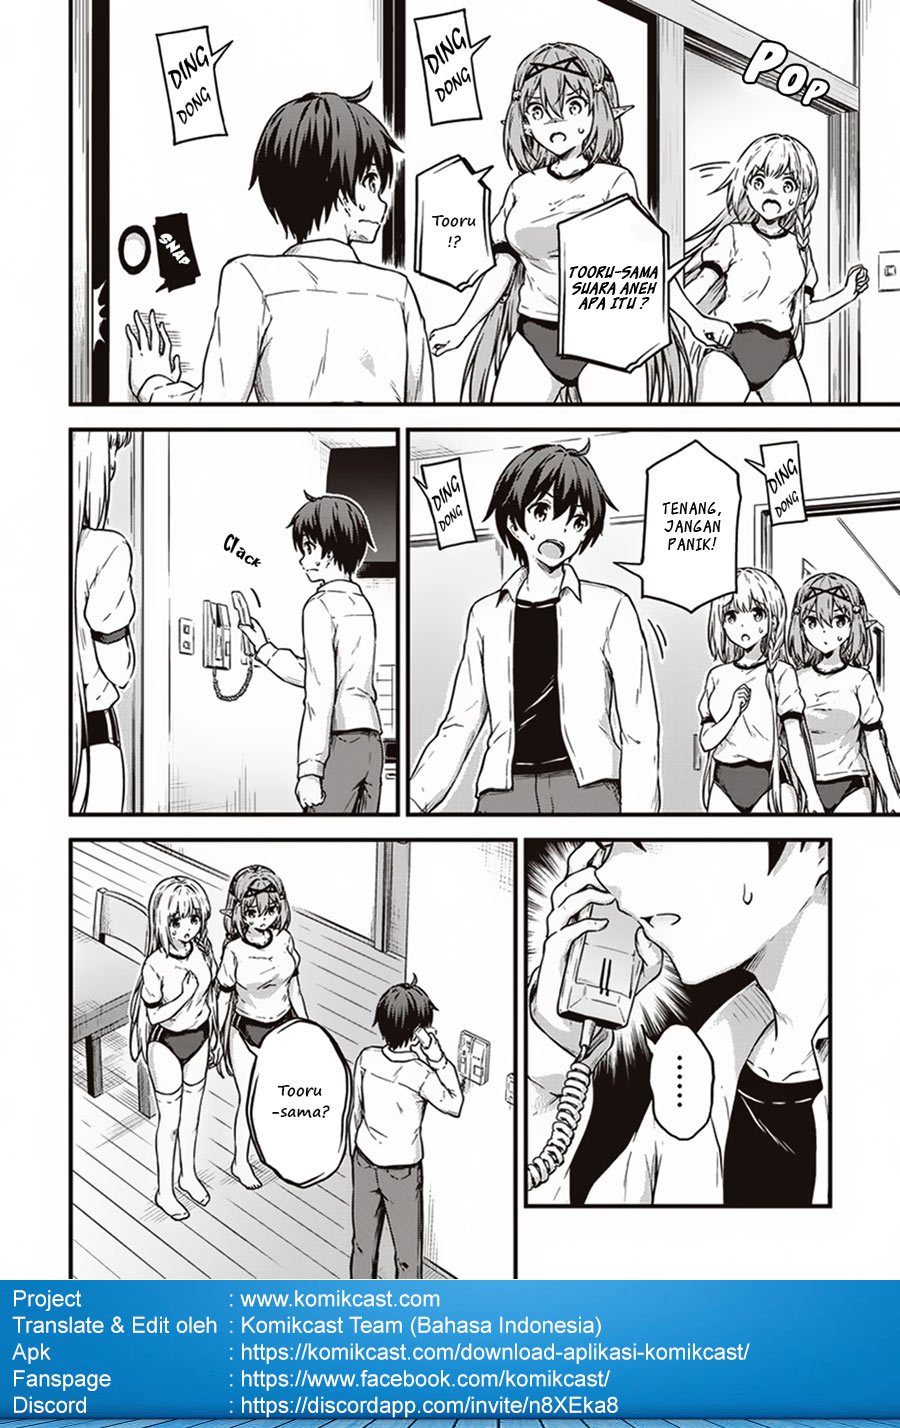 POP
DING
DONG
Tooru
!?
TOORU-SAMA
SUARA ANEH
APA ITU ?
DING
DONG
SNAP
DING
DONG
TENANG,
JANGAN
PANIK!
DING
DONG
Clack
.......
Tooru
-sama?
Project : www.komikcast.com
Translate & Edit oleh : Komikcast Team (Bahasa Indonesia)
Apk : https://komikcast.com/download-aplikasi-komikcast/
Fanspage : https://www.facebook.com/komikcast/
Discord : https://discordapp.com/invite/n8XEka8